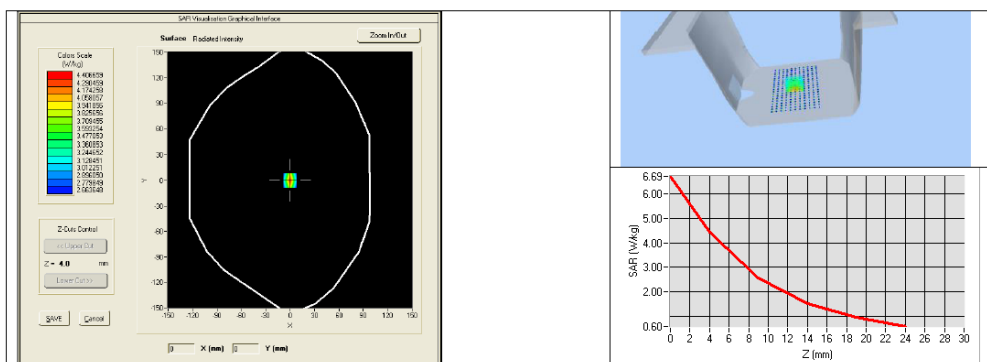 SAR Visualisation Graphical Interface
Colors Scale
(W/kg)
4.406659
4.290459
4.174259
4.058057
3.941856
3.825656
3.709455
3.593254
3.477053
3.360853
3.244652
3.128451
3.012251
2.896050
2.779849
2.663648
Surface Radiated Intensity
Zoom In/Out
150
120
90
60
30
0
-30
-60
-90
-120
-150
Y
-150 -120 -90 -60 -30 0 30 60 90 120 150
X
Z-Cuts Control
<< Upper Cut
Z = 4.0 mm
Lower Cut >>
SAVE Cancel
0 X (mm) 0 Y (mm)
SAR (W/kg)
6.69
6.00
5.00
4.00
3.00
2.00
0.60
0 2 4 6 8 10 12 14 16 18 20 22 24 26 28 30
Z (mm)